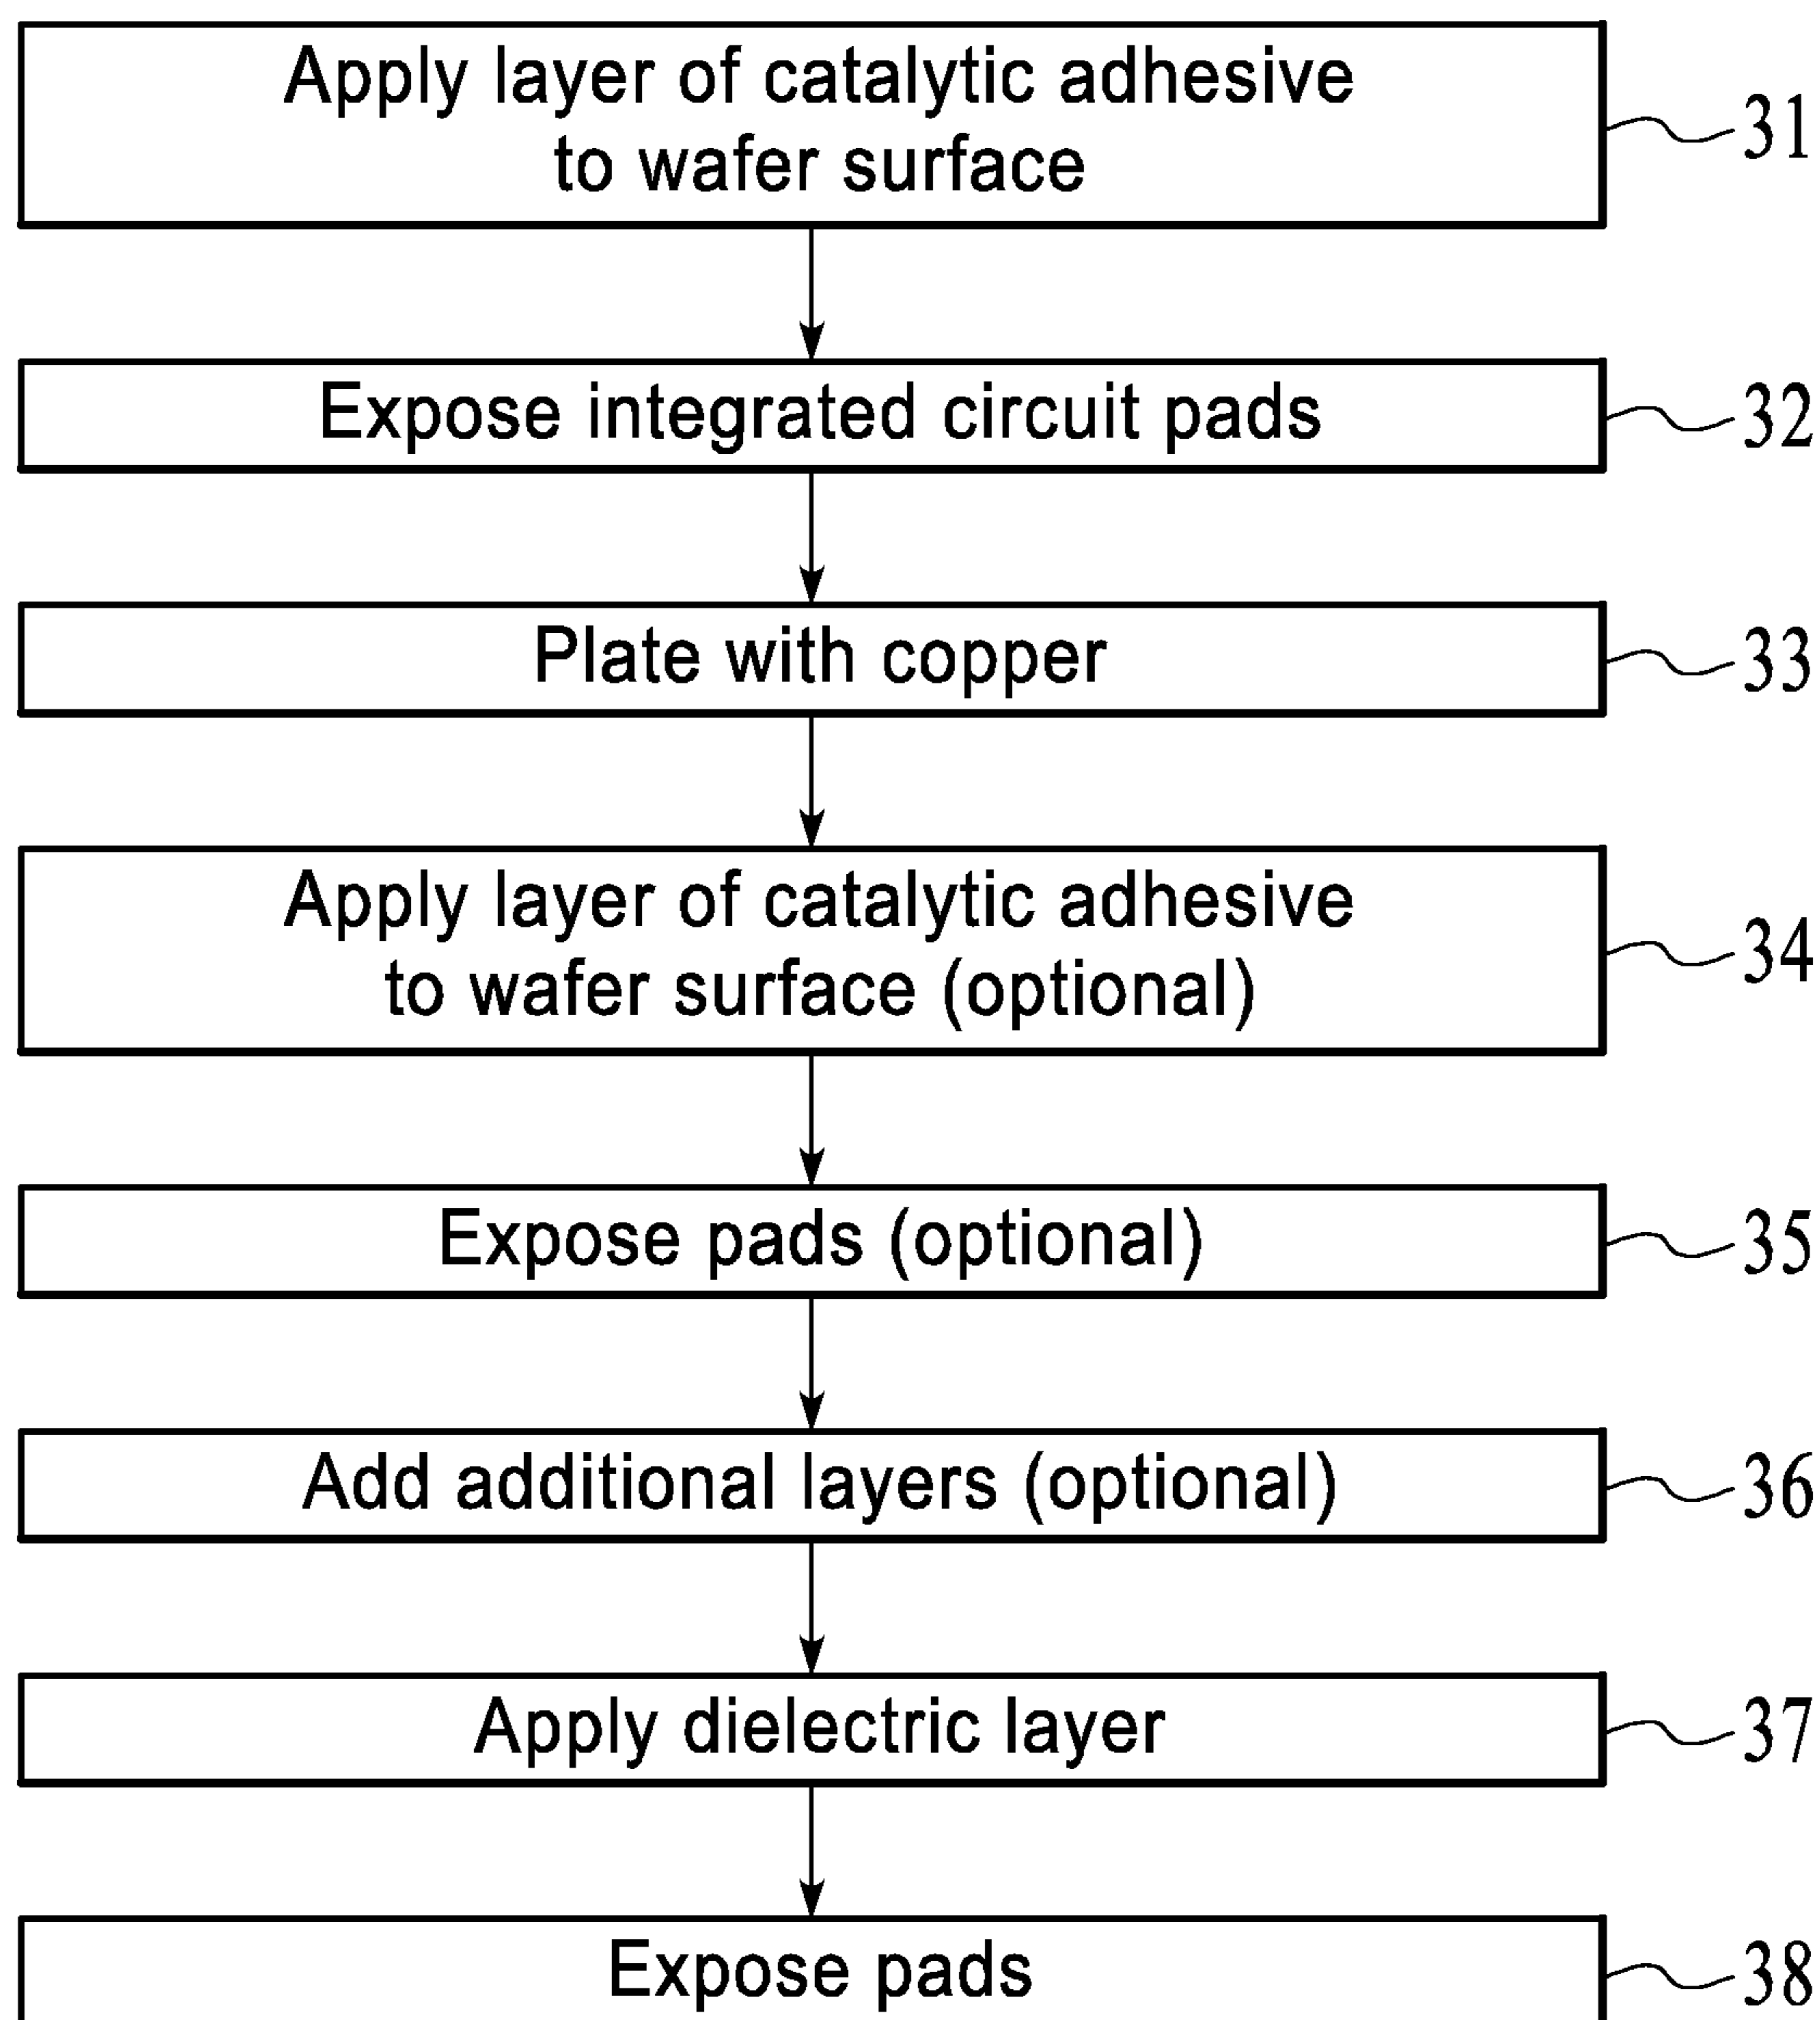 Apply layer of catalytic adhesive
to wafer surface
31
Expose integrated circuit pads
32
Plate with copper
33
Apply layer of catalytic adhesive
to wafer surface (optional)
34
Expose pads (optional)
35
Add additional layers (optional)
36
Apply dielectric layer
37
Expose pads
38